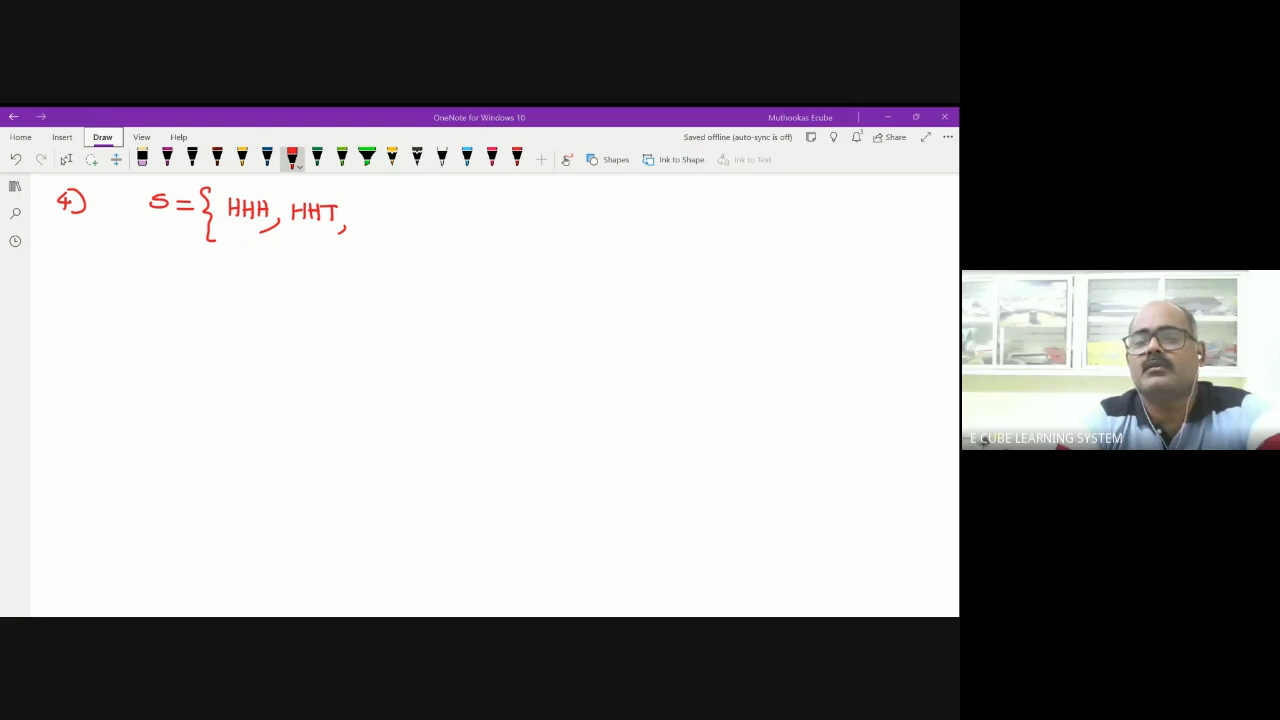 OneNote for Windows 10
Muthookas Ecube
Home Insert Draw View Help
Saved offline (auto-sync is off)
Share
Shapes
Ink to Shape
Ink to Text
4) S = { HHH, HHT,
E CUBE LEARNING SYSTEM